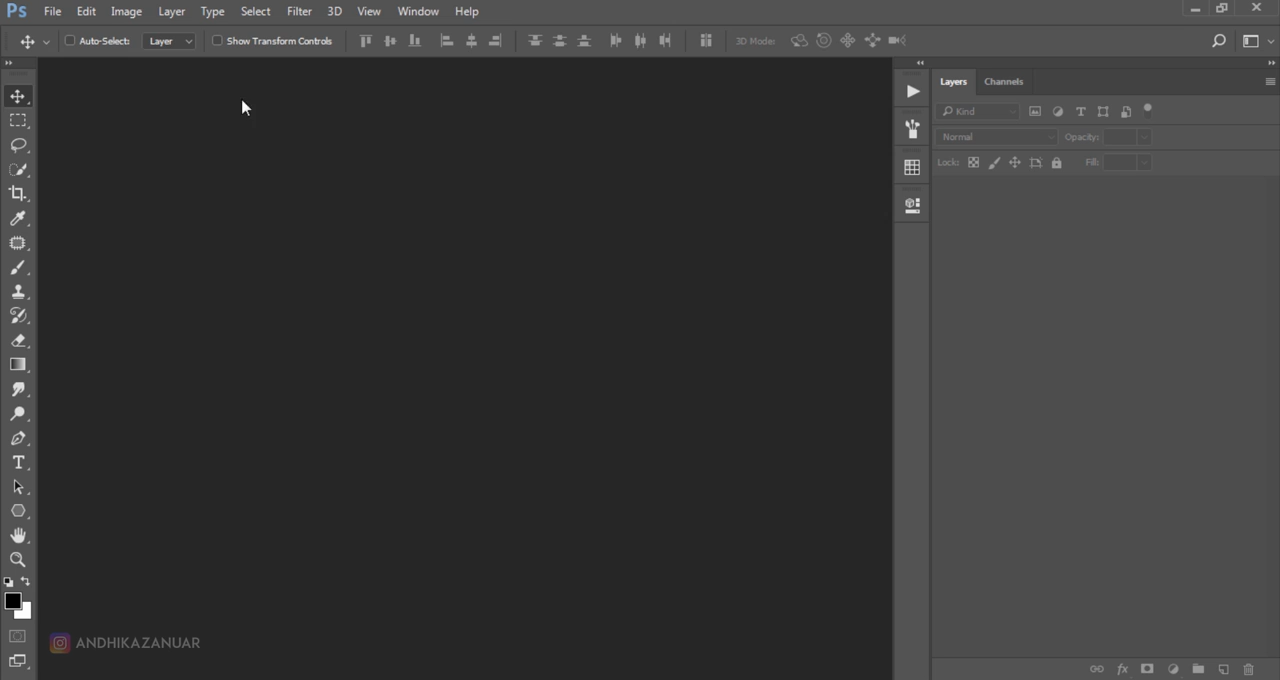 Ps File Edit Image Layer Type Select Filter 3D View Window Help
Auto-Select: Layer Show Transform Controls 3D Mode:
Layers Channels
Kind
Normal Opacity:
Lock: Fill:
T
ANDHIKAZANUAR